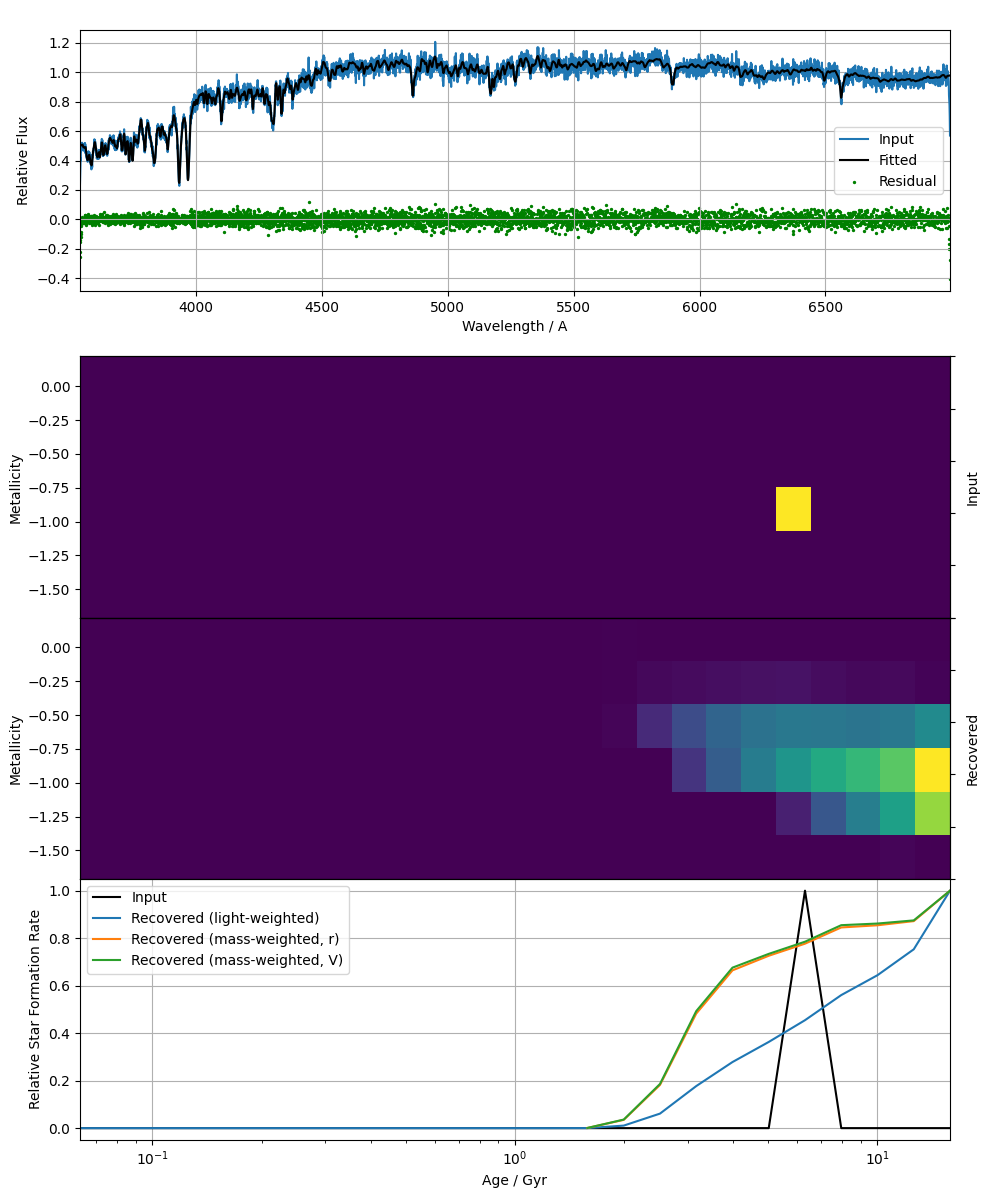 1.2
1.0
0.8
0.6
0.4
0.2
0.0
−0.2
−0.4
Relative Flux
Input
Fitted
Residual
4000
4500
5000
5500
6000
6500
Wavelength / A
0.00
−0.25
−0.50
−0.75
−1.00
−1.25
−1.50
Metallicity
Input
0.00
−0.25
−0.50
−0.75
−1.00
−1.25
−1.50
Metallicity
Recovered
1.0
0.8
0.6
0.4
0.2
0.0
Relative Star Formation Rate
Input
Recovered (light-weighted)
Recovered (mass-weighted, r)
Recovered (mass-weighted, V)
10⁻¹
10⁰
10¹
Age / Gyr